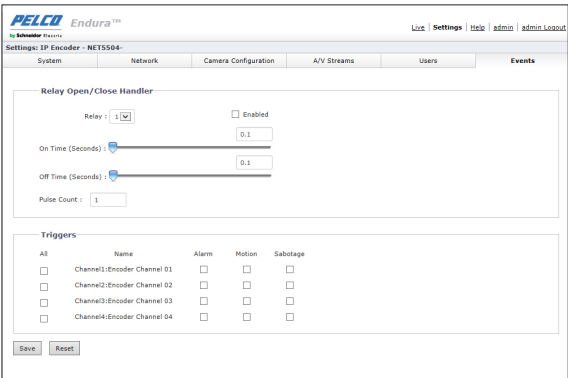 PELCO Endura™
by Schneider Electric
Live | Settings | Help | admin | admin Logout
Settings: IP Encoder - NET5504-
System Network Camera Configuration A/V Streams Users Events
Relay Open/Close Handler
Relay : 1 Enabled
0.1
On Time (Seconds) :
0.1
Off Time (Seconds) :
Pulse Count : 1
Triggers
All Name Alarm Motion Sabotage
Channel1:Encoder Channel 01
Channel2:Encoder Channel 02
Channel3:Encoder Channel 03
Channel4:Encoder Channel 04
Save Reset